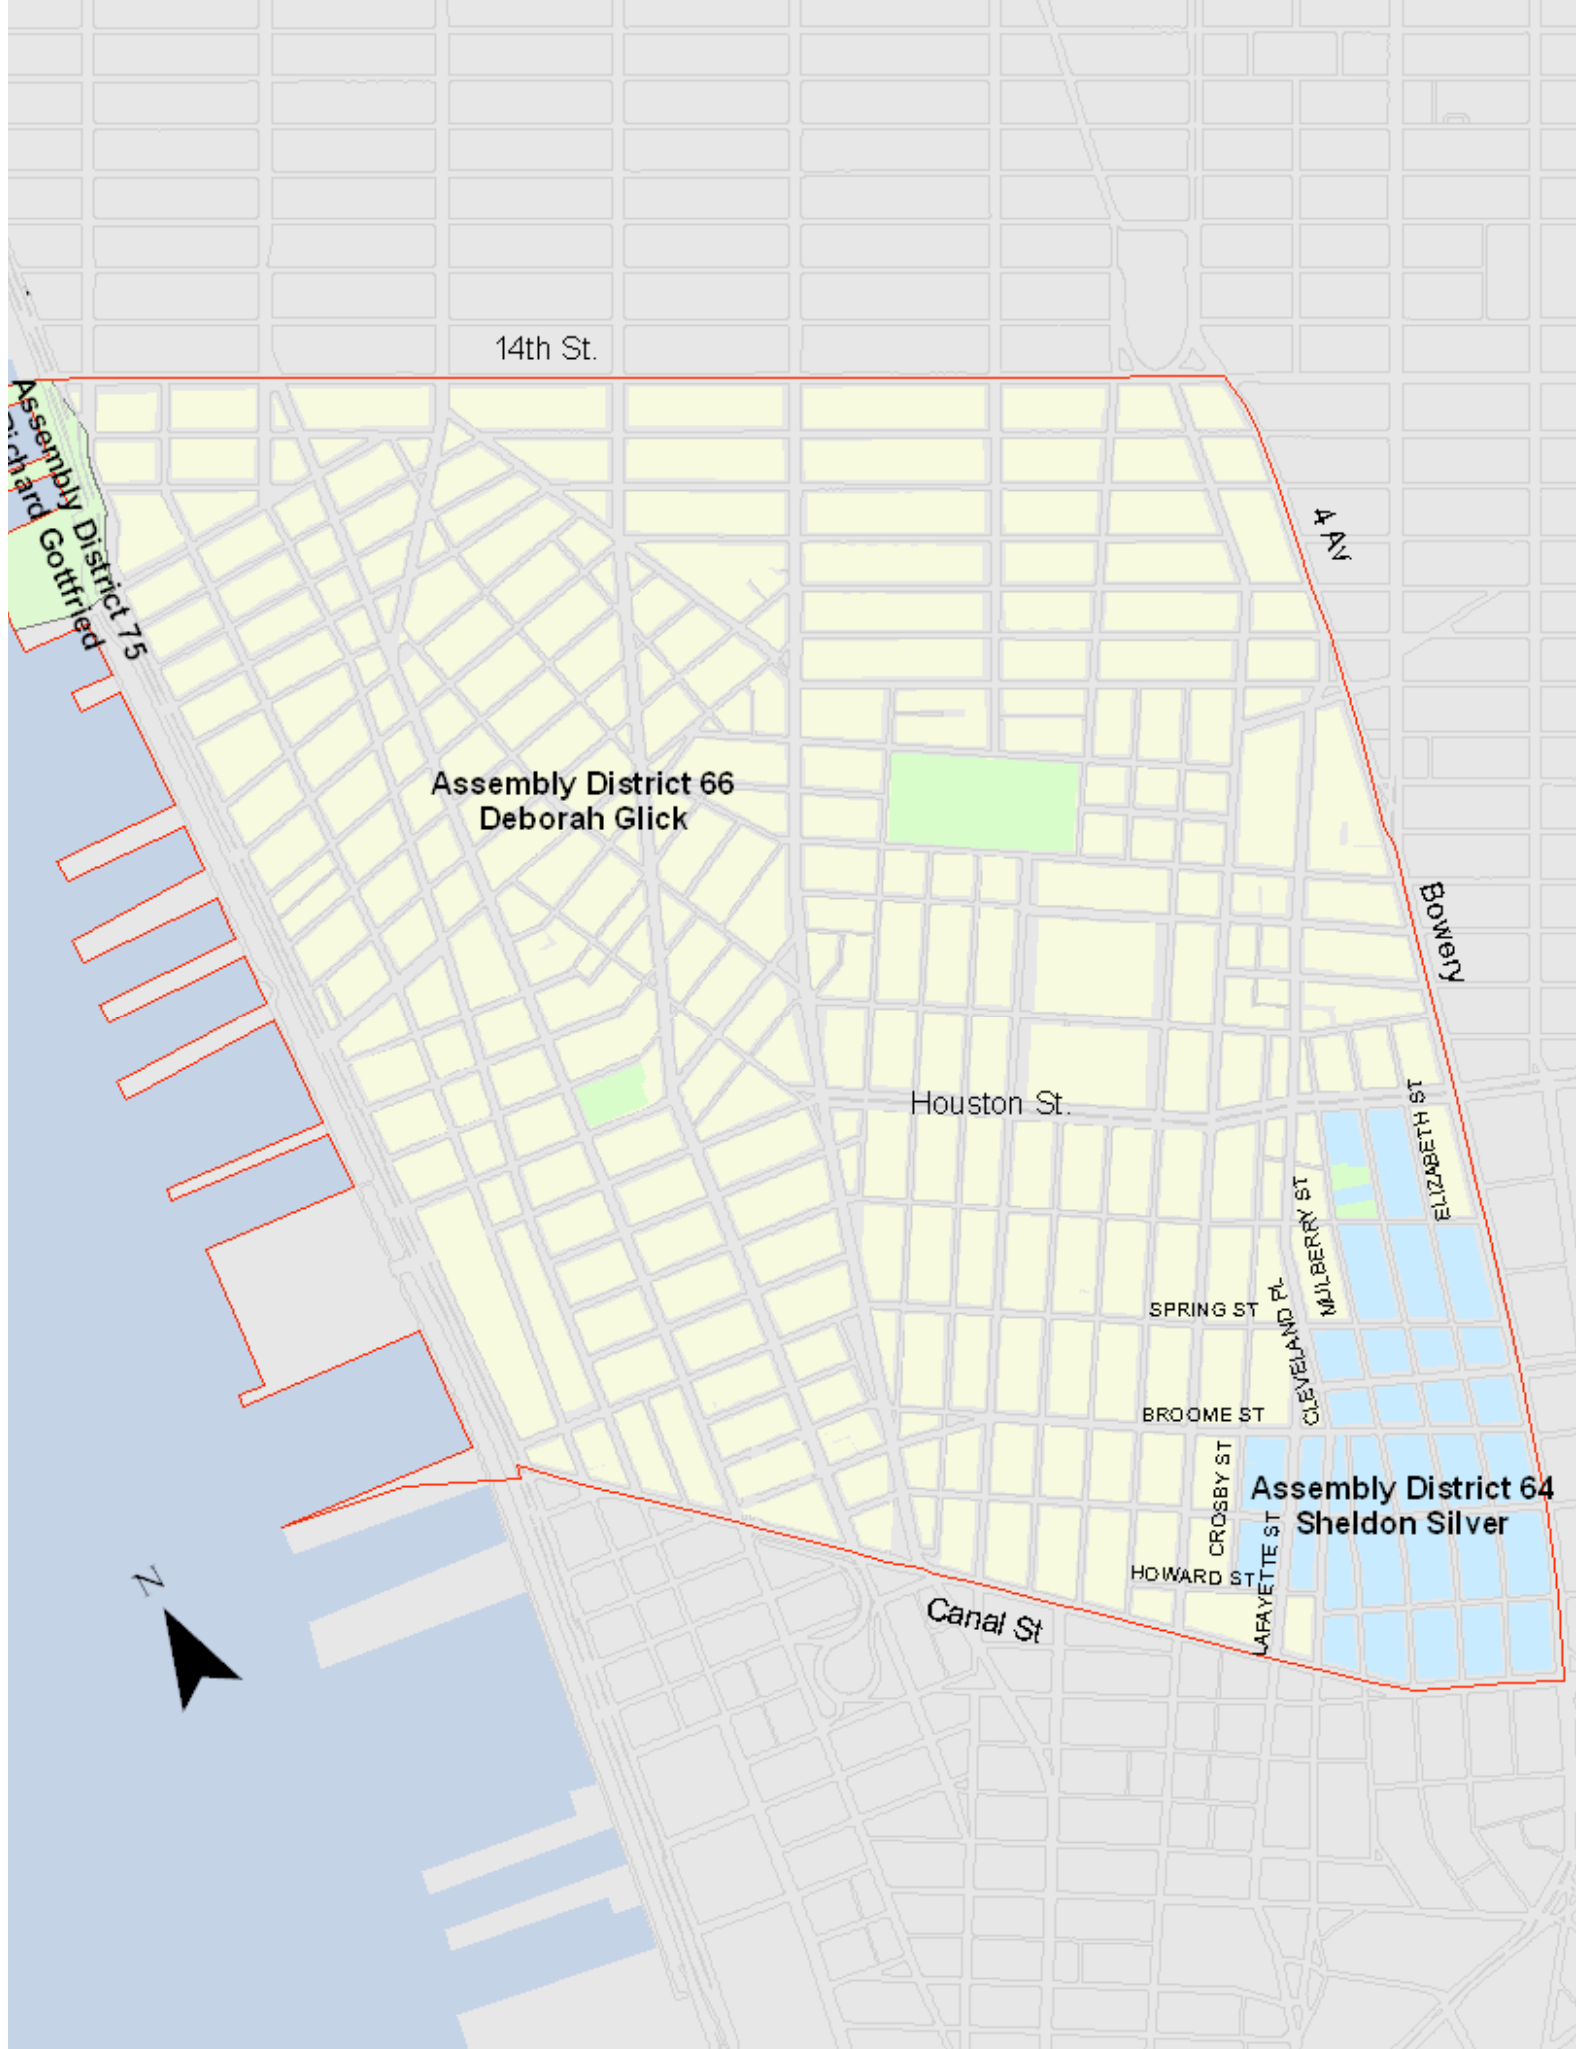 14th St.
Assembly District 75
Richard Gottfried
4 Av
Assembly District 66
Deborah Glick
Bowery
Houston St.
ELIZABETH ST
MULBERRY ST
SPRING ST
CLEVELAND PL
BROOME ST
CROSBY ST
Assembly District 64
Sheldon Silver
LAFAYETTE ST
HOWARD ST
Canal St
N